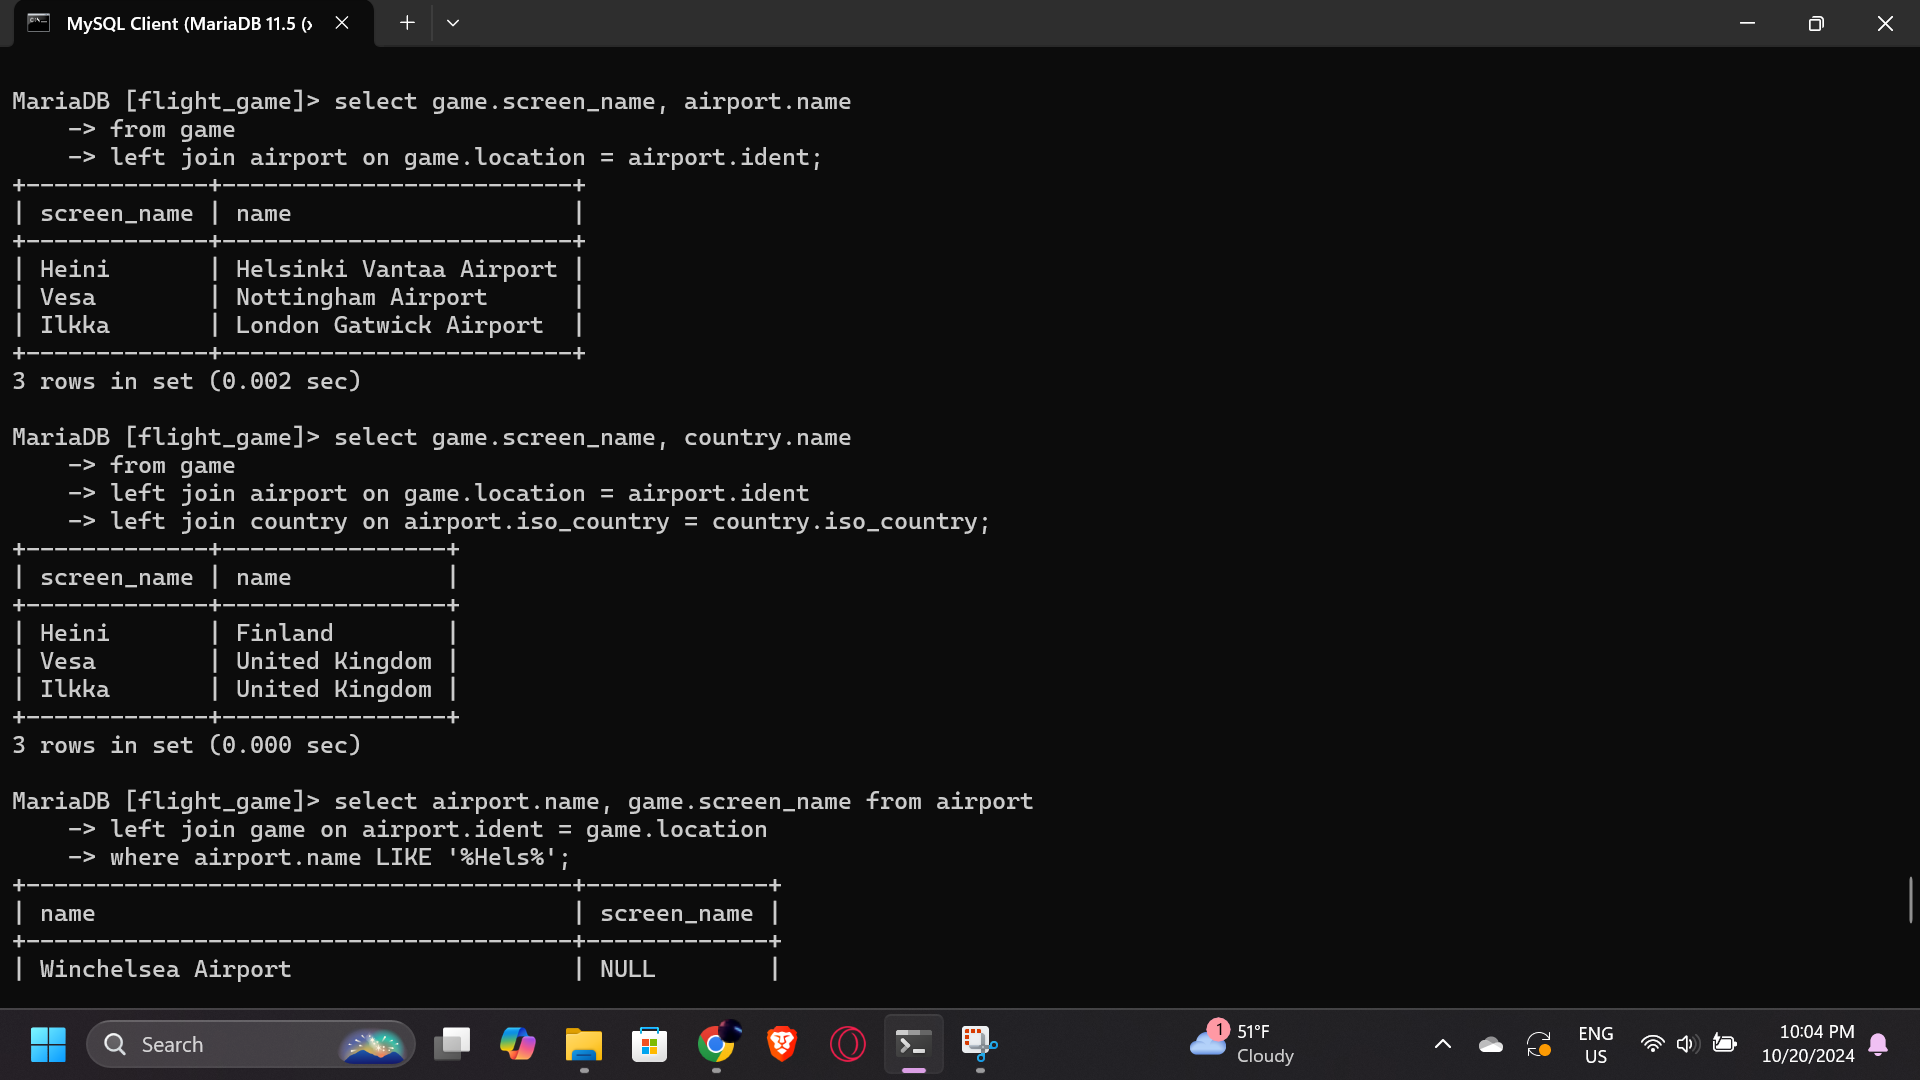 MySQL Client (MariaDB 11.5 (x
MariaDB [flight_game]> select game.screen_name, airport.name
    -> from game
    -> left join airport on game.location = airport.ident;
+-------------+-------------------------+
| screen_name | name                    |
+-------------+-------------------------+
| Heini       | Helsinki Vantaa Airport |
| Vesa        | Nottingham Airport      |
| Ilkka       | London Gatwick Airport  |
+-------------+-------------------------+
3 rows in set (0.002 sec)
MariaDB [flight_game]> select game.screen_name, country.name
    -> from game
    -> left join airport on game.location = airport.ident
    -> left join country on airport.iso_country = country.iso_country;
+-------------+----------------+
| screen_name | name           |
+-------------+----------------+
| Heini       | Finland        |
| Vesa        | United Kingdom |
| Ilkka       | United Kingdom |
+-------------+----------------+
3 rows in set (0.000 sec)
MariaDB [flight_game]> select airport.name, game.screen_name from airport
    -> left join game on airport.ident = game.location
    -> where airport.name LIKE '%Hels%';
+---------------------------------------+-------------+
| name                                  | screen_name |
+---------------------------------------+-------------+
| Winchelsea Airport                    | NULL        |
Search
1
51°F
Cloudy
ENG
US
10:04 PM
10/20/2024